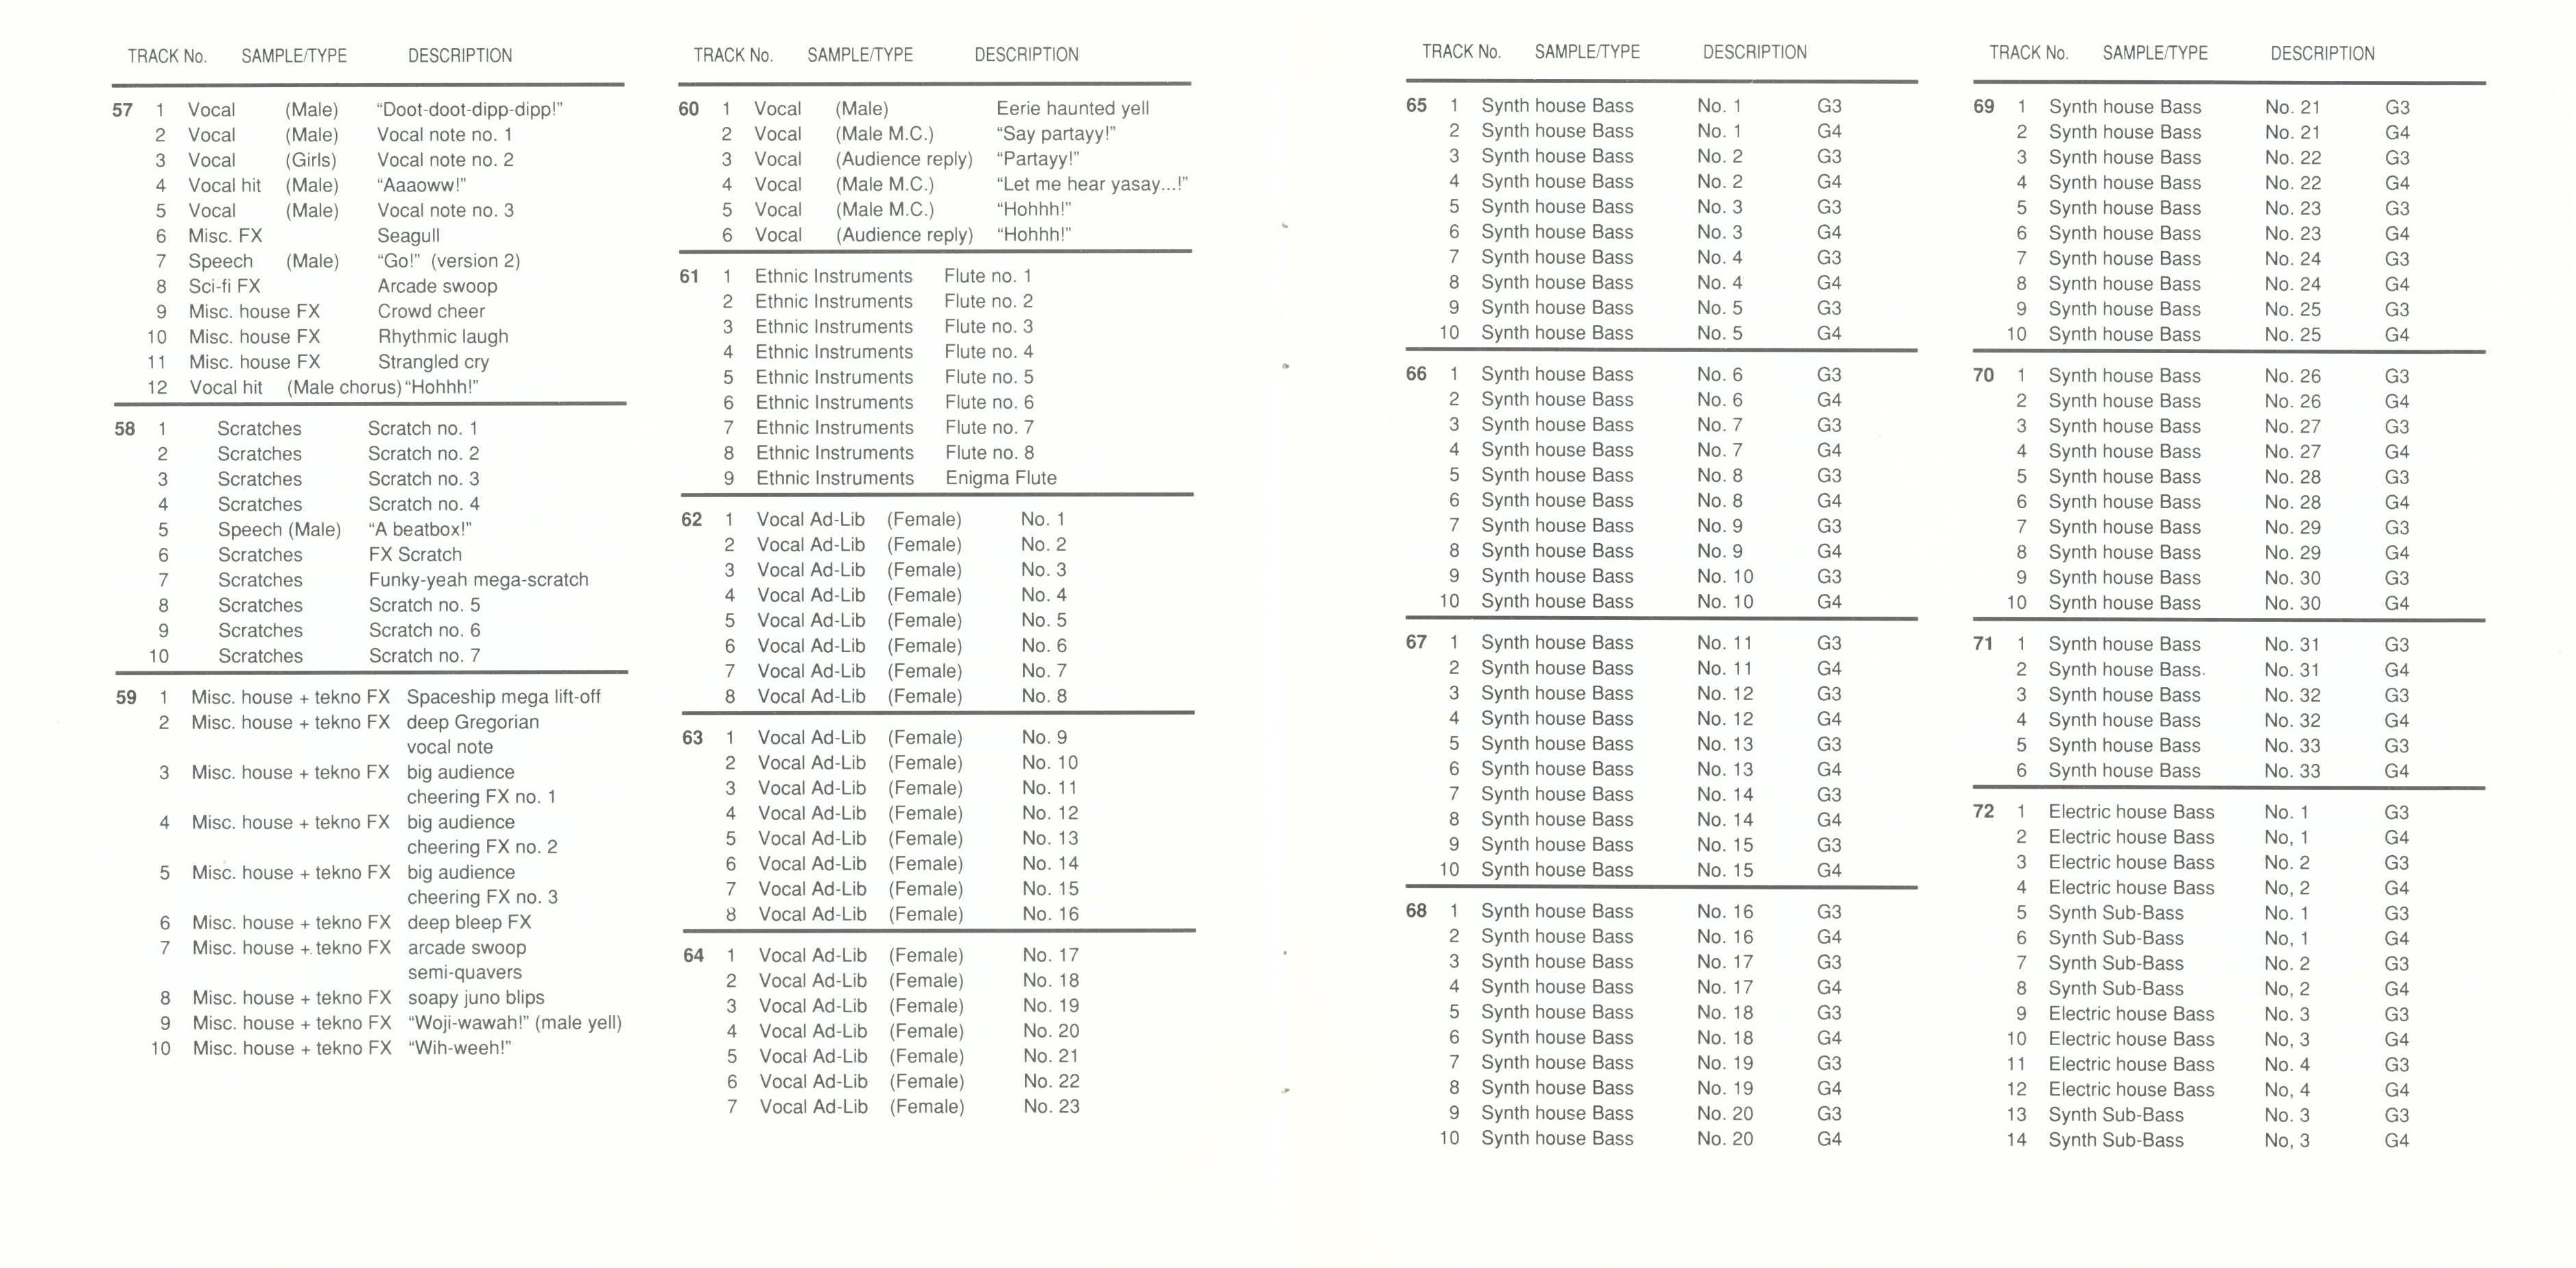 TRACK No. SAMPLE/TYPE DESCRIPTION
57 1 Vocal (Male) “Doot-doot-dipp-dipp!”
2 Vocal (Male) Vocal note no. 1
3 Vocal (Girls) Vocal note no. 2
4 Vocal hit (Male) “Aaaoww!”
5 Vocal (Male) Vocal note no. 3
6 Misc. FX Seagull
7 Speech (Male) “Go!” (version 2)
8 Sci-fi FX Arcade swoop
9 Misc. house FX Crowd cheer
10 Misc. house FX Rhythmic laugh
11 Misc. house FX Strangled cry
12 Vocal hit (Male chorus) “Hohhh!”
58 1 Scratches Scratch no. 1
2 Scratches Scratch no. 2
3 Scratches Scratch no. 3
4 Scratches Scratch no. 4
5 Speech (Male) “A beatbox!”
6 Scratches FX Scratch
7 Scratches Funky-yeah mega-scratch
8 Scratches Scratch no. 5
9 Scratches Scratch no. 6
10 Scratches Scratch no. 7
59 1 Misc. house + tekno FX Spaceship mega lift-off
2 Misc. house + tekno FX deep Gregorian
vocal note
3 Misc. house + tekno FX big audience
cheering FX no. 1
4 Misc. house + tekno FX big audience
cheering FX no. 2
5 Misc. house + tekno FX big audience
cheering FX no. 3
6 Misc. house + tekno FX deep bleep FX
7 Misc. house + tekno FX arcade swoop
semi-quavers
8 Misc. house + tekno FX soapy juno blips
9 Misc. house + tekno FX “Woji-wawah!” (male yell)
10 Misc. house + tekno FX “Wih-weeh!”
TRACK No. SAMPLE/TYPE DESCRIPTION
60 1 Vocal (Male) Eerie haunted yell
2 Vocal (Male M.C.) “Say partayy!”
3 Vocal (Audience reply) “Partayy!”
4 Vocal (Male M.C.) “Let me hear yasay...!”
5 Vocal (Male M.C.) “Hohhh!”
6 Vocal (Audience reply) “Hohhh!”
61 1 Ethnic Instruments Flute no. 1
2 Ethnic Instruments Flute no. 2
3 Ethnic Instruments Flute no. 3
4 Ethnic Instruments Flute no. 4
5 Ethnic Instruments Flute no. 5
6 Ethnic Instruments Flute no. 6
7 Ethnic Instruments Flute no. 7
8 Ethnic Instruments Flute no. 8
9 Ethnic Instruments Enigma Flute
62 1 Vocal Ad-Lib (Female) No. 1
2 Vocal Ad-Lib (Female) No. 2
3 Vocal Ad-Lib (Female) No. 3
4 Vocal Ad-Lib (Female) No. 4
5 Vocal Ad-Lib (Female) No. 5
6 Vocal Ad-Lib (Female) No. 6
7 Vocal Ad-Lib (Female) No. 7
8 Vocal Ad-Lib (Female) No. 8
63 1 Vocal Ad-Lib (Female) No. 9
2 Vocal Ad-Lib (Female) No. 10
3 Vocal Ad-Lib (Female) No. 11
4 Vocal Ad-Lib (Female) No. 12
5 Vocal Ad-Lib (Female) No. 13
6 Vocal Ad-Lib (Female) No. 14
7 Vocal Ad-Lib (Female) No. 15
8 Vocal Ad-Lib (Female) No. 16
64 1 Vocal Ad-Lib (Female) No. 17
2 Vocal Ad-Lib (Female) No. 18
3 Vocal Ad-Lib (Female) No. 19
4 Vocal Ad-Lib (Female) No. 20
5 Vocal Ad-Lib (Female) No. 21
6 Vocal Ad-Lib (Female) No. 22
7 Vocal Ad-Lib (Female) No. 23
TRACK No. SAMPLE/TYPE DESCRIPTION
65 1 Synth house Bass No. 1 G3
2 Synth house Bass No. 1 G4
3 Synth house Bass No. 2 G3
4 Synth house Bass No. 2 G4
5 Synth house Bass No. 3 G3
6 Synth house Bass No. 3 G4
7 Synth house Bass No. 4 G3
8 Synth house Bass No. 4 G4
9 Synth house Bass No. 5 G3
10 Synth house Bass No. 5 G4
66 1 Synth house Bass No. 6 G3
2 Synth house Bass No. 6 G4
3 Synth house Bass No. 7 G3
4 Synth house Bass No. 7 G4
5 Synth house Bass No. 8 G3
6 Synth house Bass No. 8 G4
7 Synth house Bass No. 9 G3
8 Synth house Bass No. 9 G4
9 Synth house Bass No. 10 G3
10 Synth house Bass No. 10 G4
67 1 Synth house Bass No. 11 G3
2 Synth house Bass No. 11 G4
3 Synth house Bass No. 12 G3
4 Synth house Bass No. 12 G4
5 Synth house Bass No. 13 G3
6 Synth house Bass No. 13 G4
7 Synth house Bass No. 14 G3
8 Synth house Bass No. 14 G4
9 Synth house Bass No. 15 G3
10 Synth house Bass No. 15 G4
68 1 Synth house Bass No. 16 G3
2 Synth house Bass No. 16 G4
3 Synth house Bass No. 17 G3
4 Synth house Bass No. 17 G4
5 Synth house Bass No. 18 G3
6 Synth house Bass No. 18 G4
7 Synth house Bass No. 19 G3
8 Synth house Bass No. 19 G4
9 Synth house Bass No. 20 G3
10 Synth house Bass No. 20 G4
TRACK No. SAMPLE/TYPE DESCRIPTION
69 1 Synth house Bass No. 21 G3
2 Synth house Bass No. 21 G4
3 Synth house Bass No. 22 G3
4 Synth house Bass No. 22 G4
5 Synth house Bass No. 23 G3
6 Synth house Bass No. 23 G4
7 Synth house Bass No. 24 G3
8 Synth house Bass No. 24 G4
9 Synth house Bass No. 25 G3
10 Synth house Bass No. 25 G4
70 1 Synth house Bass No. 26 G3
2 Synth house Bass No. 26 G4
3 Synth house Bass No. 27 G3
4 Synth house Bass No. 27 G4
5 Synth house Bass No. 28 G3
6 Synth house Bass No. 28 G4
7 Synth house Bass No. 29 G3
8 Synth house Bass No. 29 G4
9 Synth house Bass No. 30 G3
10 Synth house Bass No. 30 G4
71 1 Synth house Bass No. 31 G3
2 Synth house Bass No. 31 G4
3 Synth house Bass No. 32 G3
4 Synth house Bass No. 32 G4
5 Synth house Bass No. 33 G3
6 Synth house Bass No. 33 G4
72 1 Electric house Bass No. 1 G3
2 Electric house Bass No, 1 G4
3 Electric house Bass No. 2 G3
4 Electric house Bass No, 2 G4
5 Synth Sub-Bass No. 1 G3
6 Synth Sub-Bass No, 1 G4
7 Synth Sub-Bass No. 2 G3
8 Synth Sub-Bass No, 2 G4
9 Electric house Bass No. 3 G3
10 Electric house Bass No, 3 G4
11 Electric house Bass No. 4 G3
12 Electric house Bass No, 4 G4
13 Synth Sub-Bass No. 3 G3
14 Synth Sub-Bass No, 3 G4